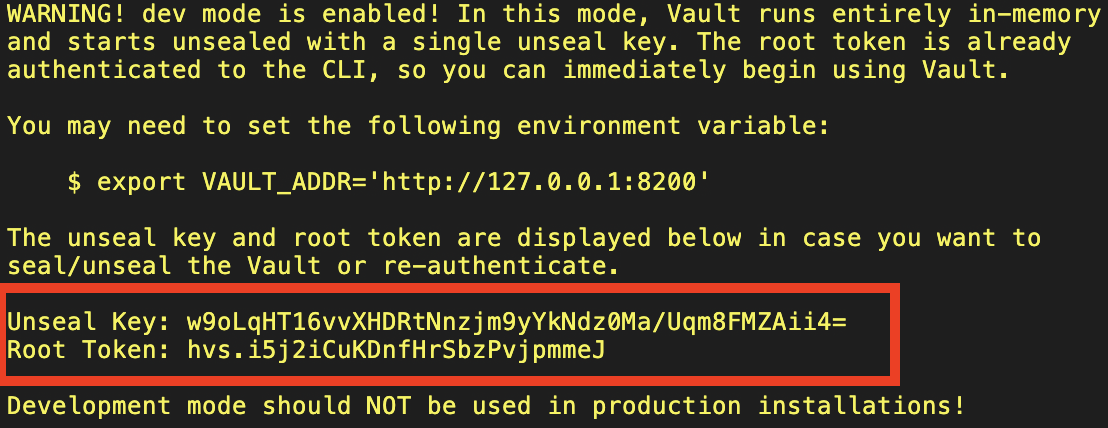 WARNING! dev mode is enabled! In this mode, Vault runs entirely in-memory
and starts unsealed with a single unseal key. The root token is already
authenticated to the CLI, so you can immediately begin using Vault.
You may need to set the following environment variable:
$ export VAULT_ADDR='http://127.0.0.1:8200'
The unseal key and root token are displayed below in case you want to
seal/unseal the Vault or re-authenticate.
Unseal Key: w9oLqHT16vvXHDRtNnzjm9yYkNdz0Ma/Uqm8FMZAii4=
Root Token: hvs.i5j2iCuKDnfHrSbzPvjpmmeJ
Development mode should NOT be used in production installations!